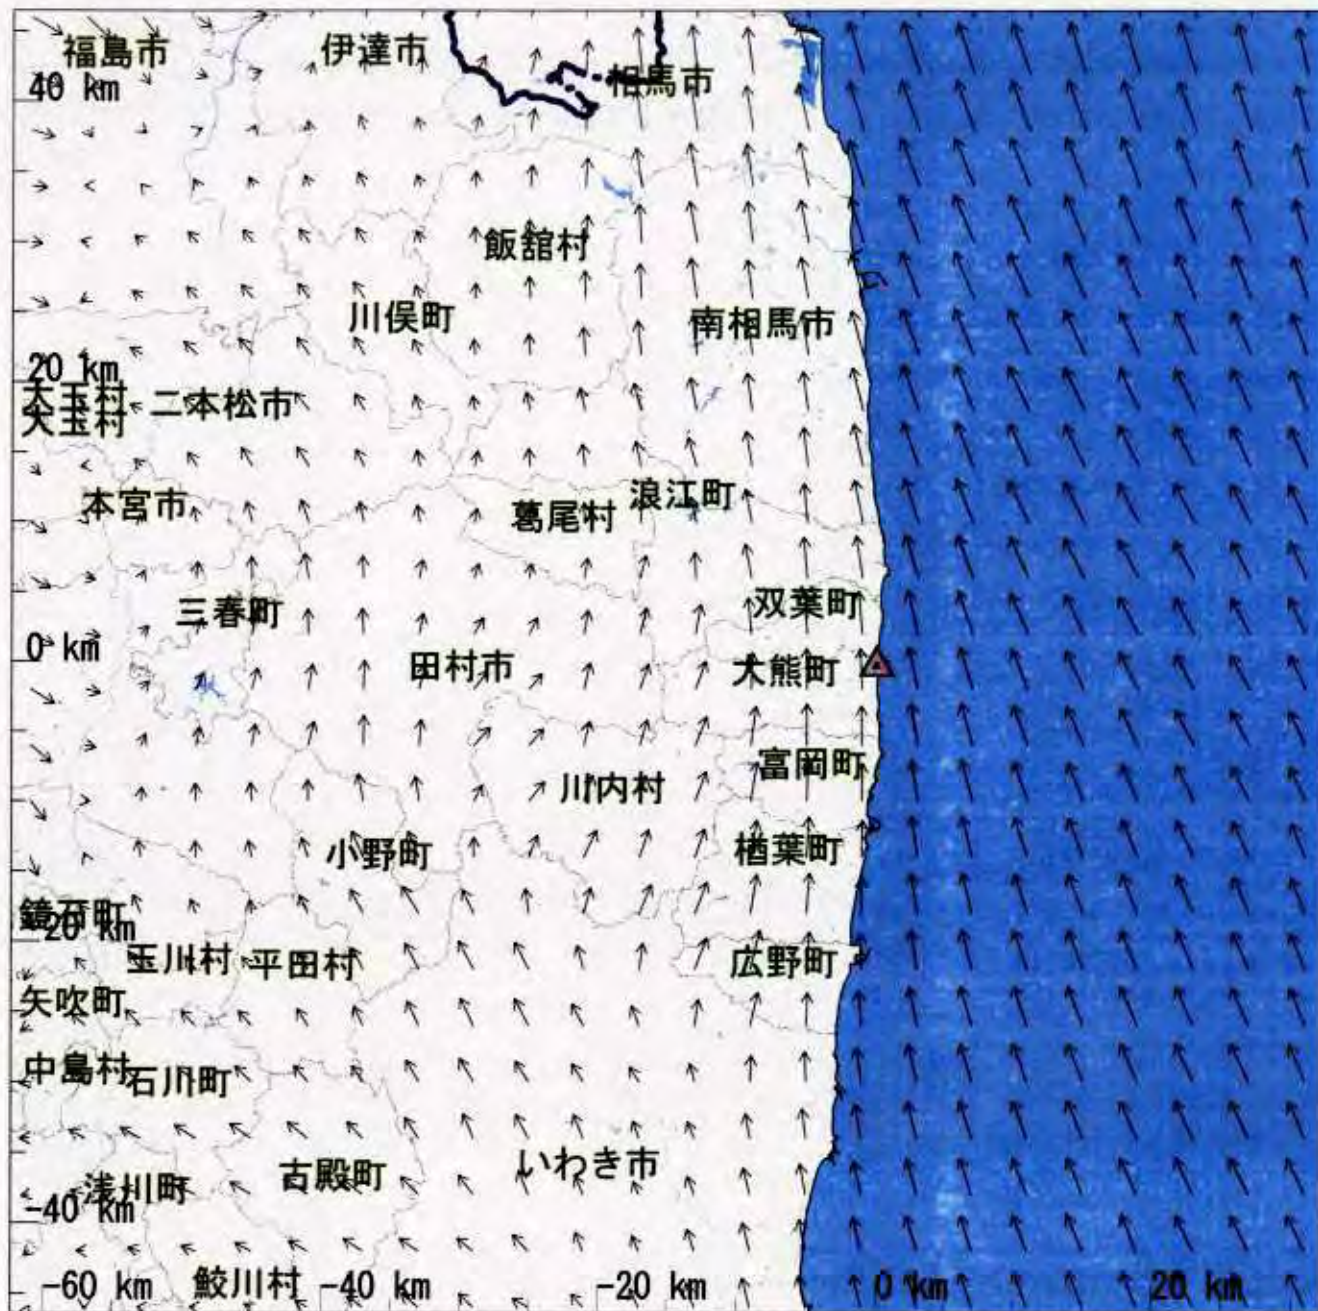 福島市
伊達市
相馬市
40 km
飯舘村
川俣町
南相馬市
20 km
大玉村
二本松市
大玉村
本宮市
浪江町
葛尾村
双葉町
三春町
0 km
田村市
大熊町
富岡町
川内村
小野町
楢葉町
鏡石町
-20 km
玉川村
平田村
広野町
矢吹町
中島村
石川町
いわき市
古殿町
浅川町
-40 km
-60 km
鮫川村
-40 km
-20 km
0 km
20 km